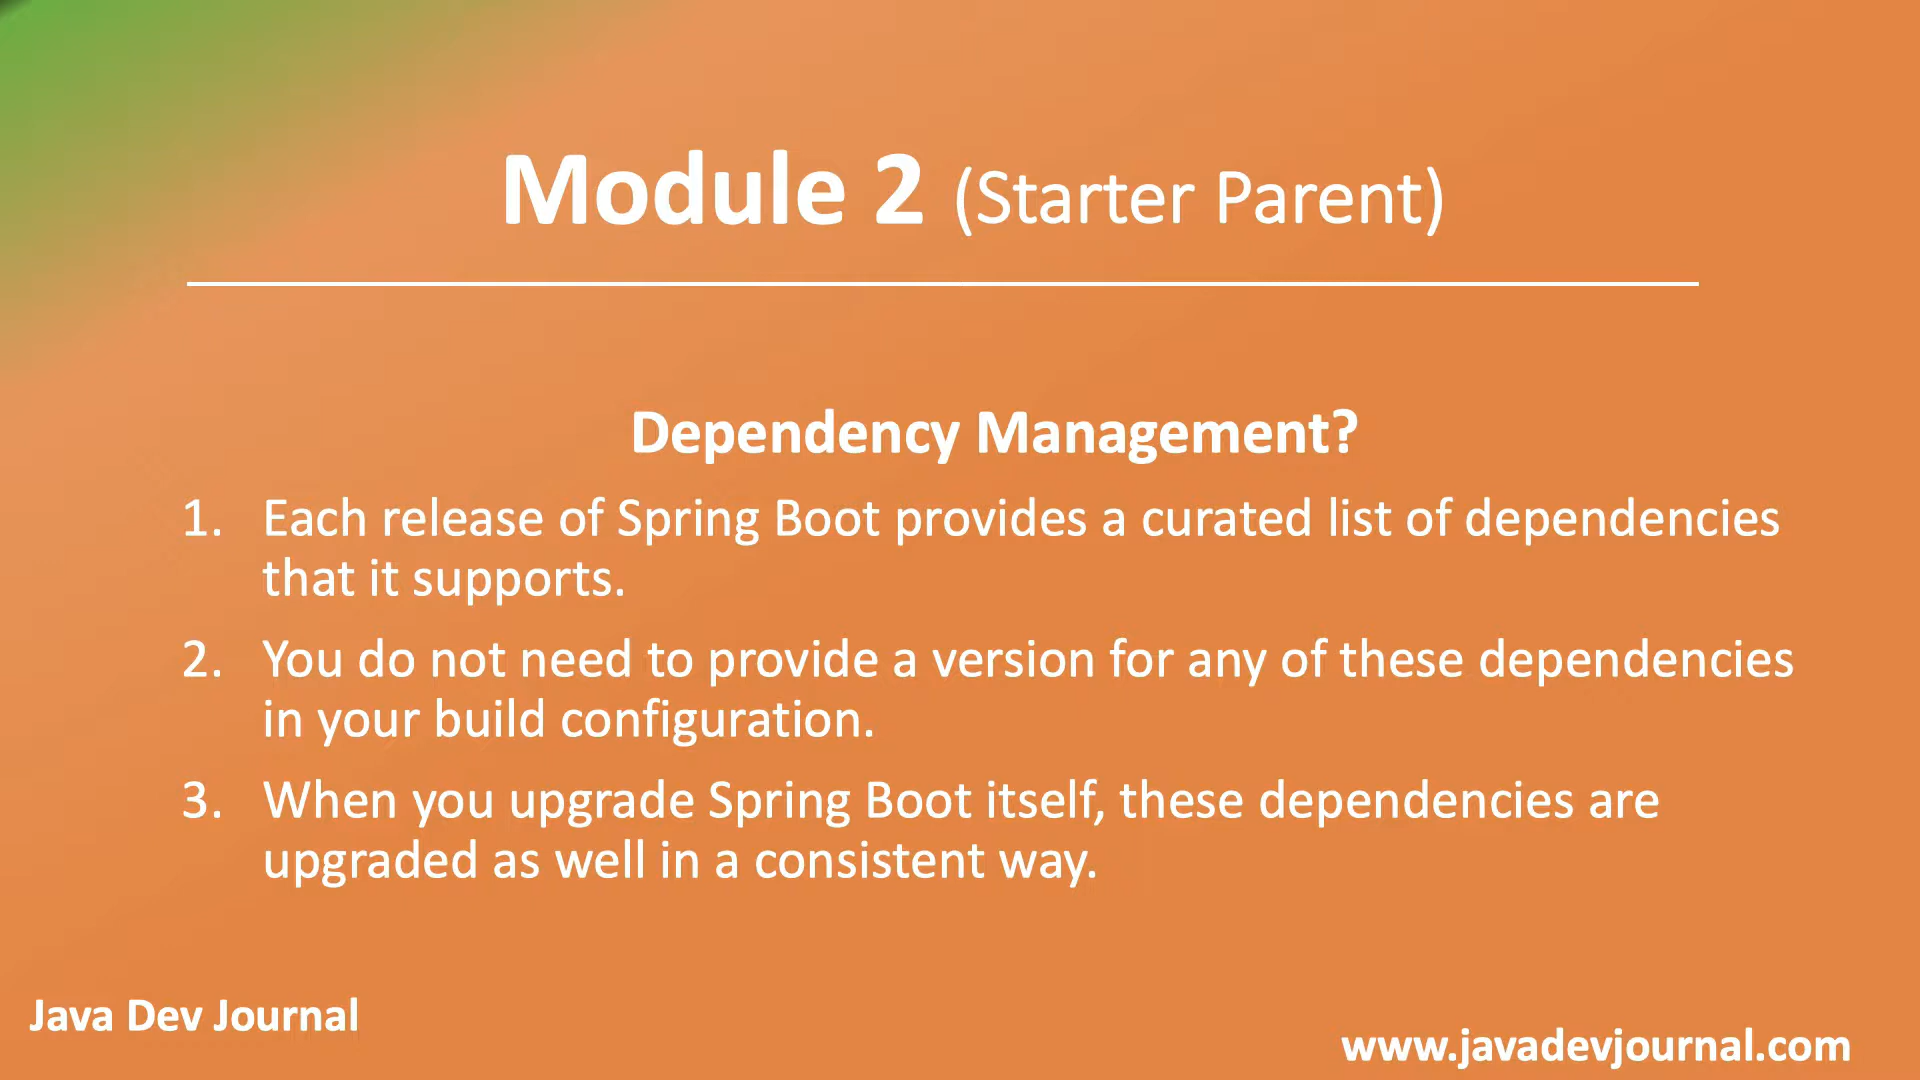 Module 2 (Starter Parent)
Dependency Management?
1. Each release of Spring Boot provides a curated list of dependencies
that it supports.
2. You do not need to provide a version for any of these dependencies
in your build configuration.
3. When you upgrade Spring Boot itself, these dependencies are
upgraded as well in a consistent way.
Java Dev Journal
www.javadevjournal.com